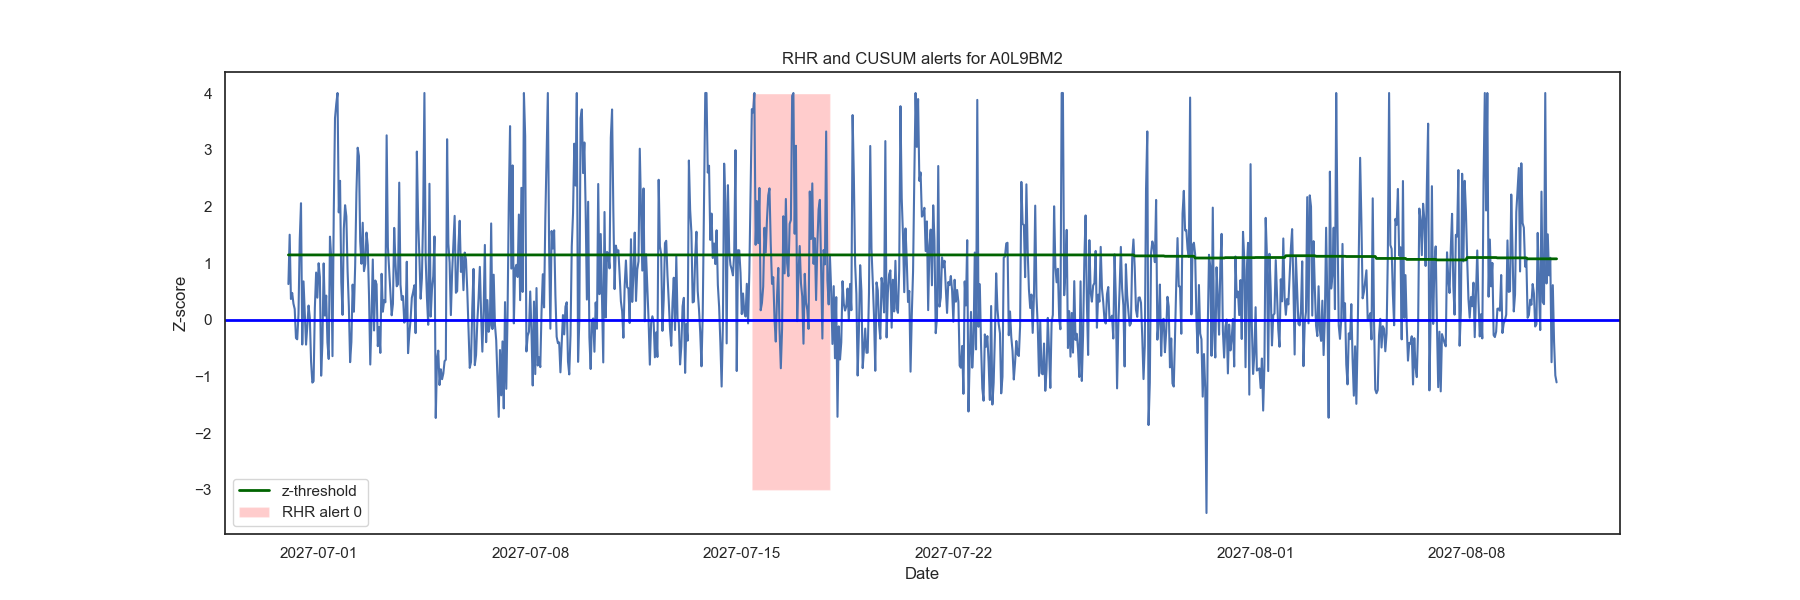 RHR and CUSUM alerts for A0L9BM2
4
3
2
1
0
−1
−2
−3
Z-score
z-threshold
RHR alert 0
2027-07-01
2027-07-08
2027-07-15
2027-07-22
2027-08-01
2027-08-08
Date